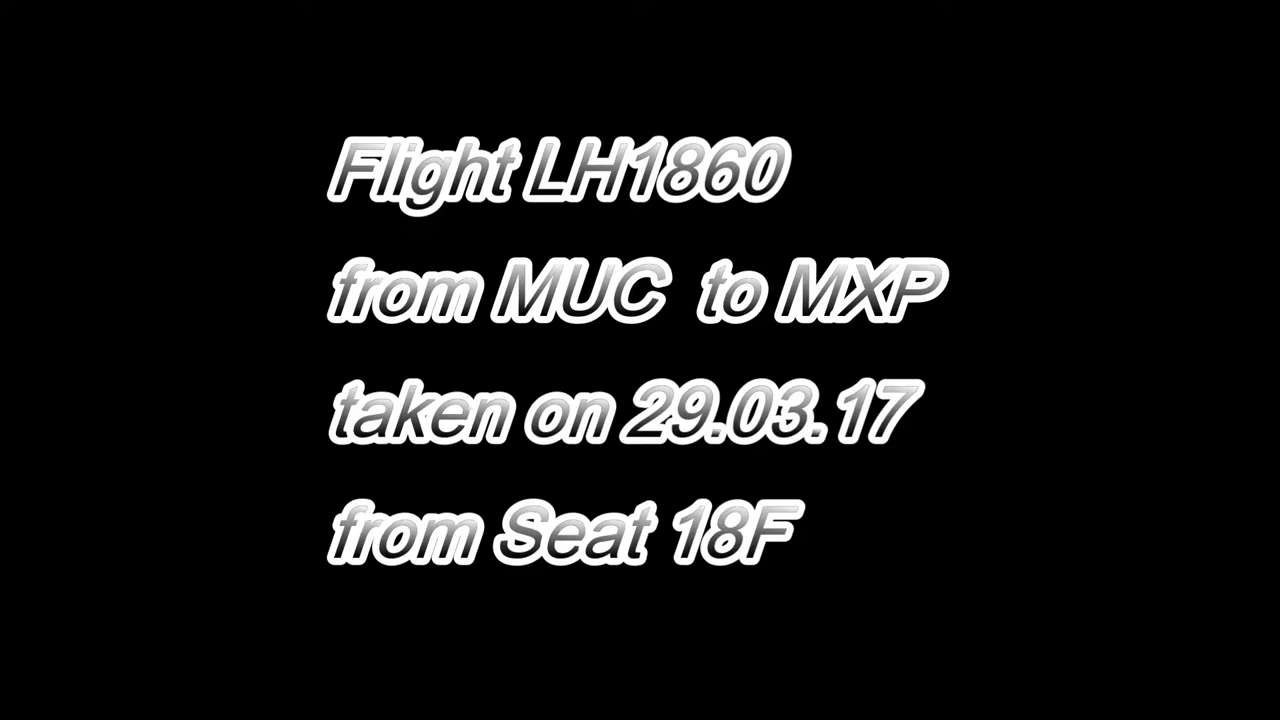 Flight LH1860
from MUC to MXP
taken on 29.03.17
from Seat 18F